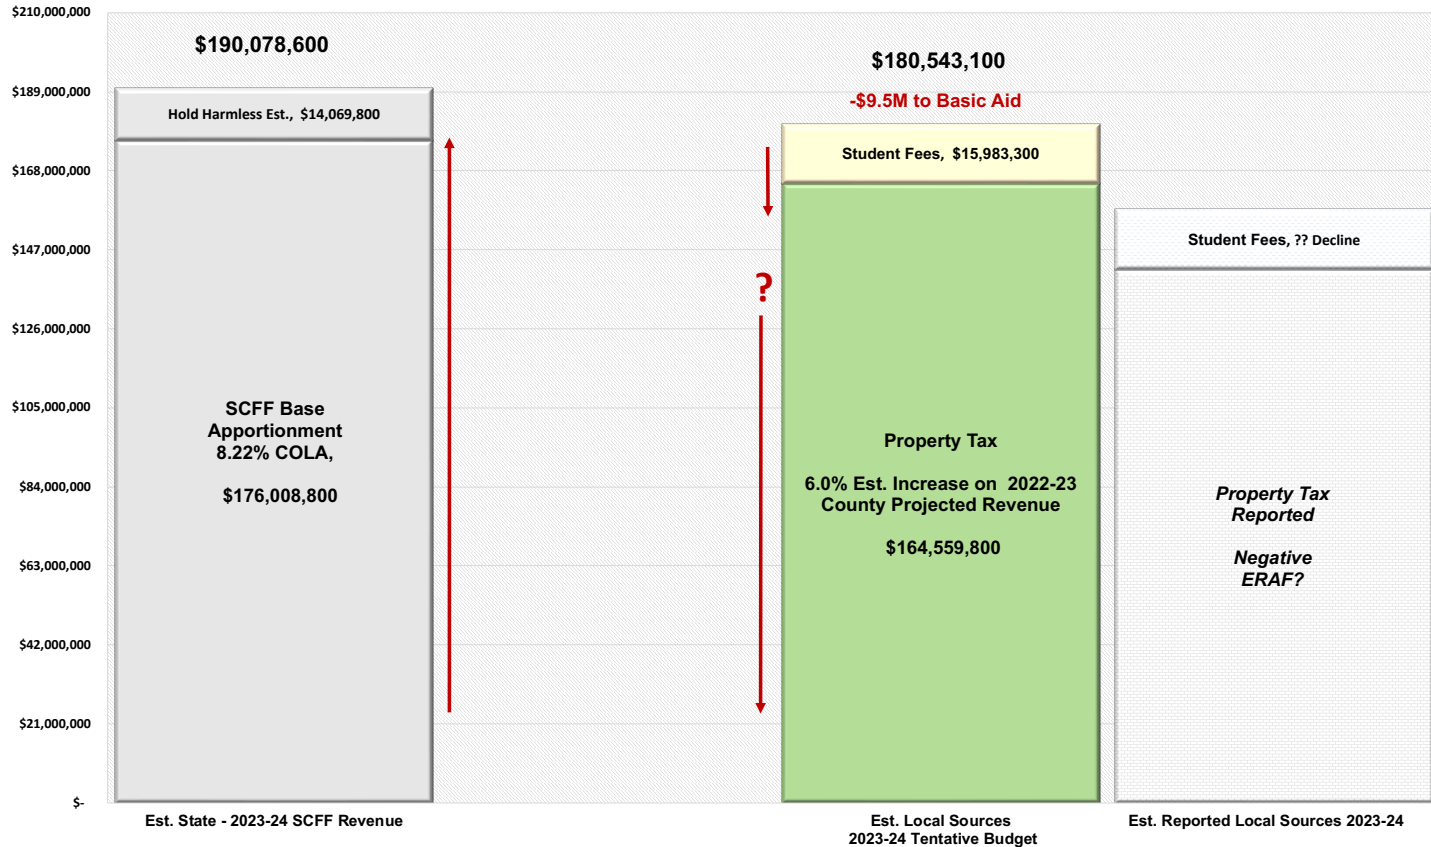 $210,000,000
$189,000,000
$168,000,000
$147,000,000
$126,000,000
$105,000,000
$84,000,000
$63,000,000
$42,000,000
$21,000,000
$-
$190,078,600
Hold Harmless Est., $14,069,800
SCFF Base
Apportionment
8.22% COLA,
$176,008,800
Est. State - 2023-24 SCFF Revenue
?
$180,543,100
-$9.5M to Basic Aid
Student Fees, $15,983,300
Property Tax
6.0% Est. Increase on 2022-23
County Projected Revenue
$164,559,800
Est. Local Sources
2023-24 Tentative Budget
Student Fees, ?? Decline
Property Tax
Reported
Negative
ERAF?
Est. Reported Local Sources 2023-24